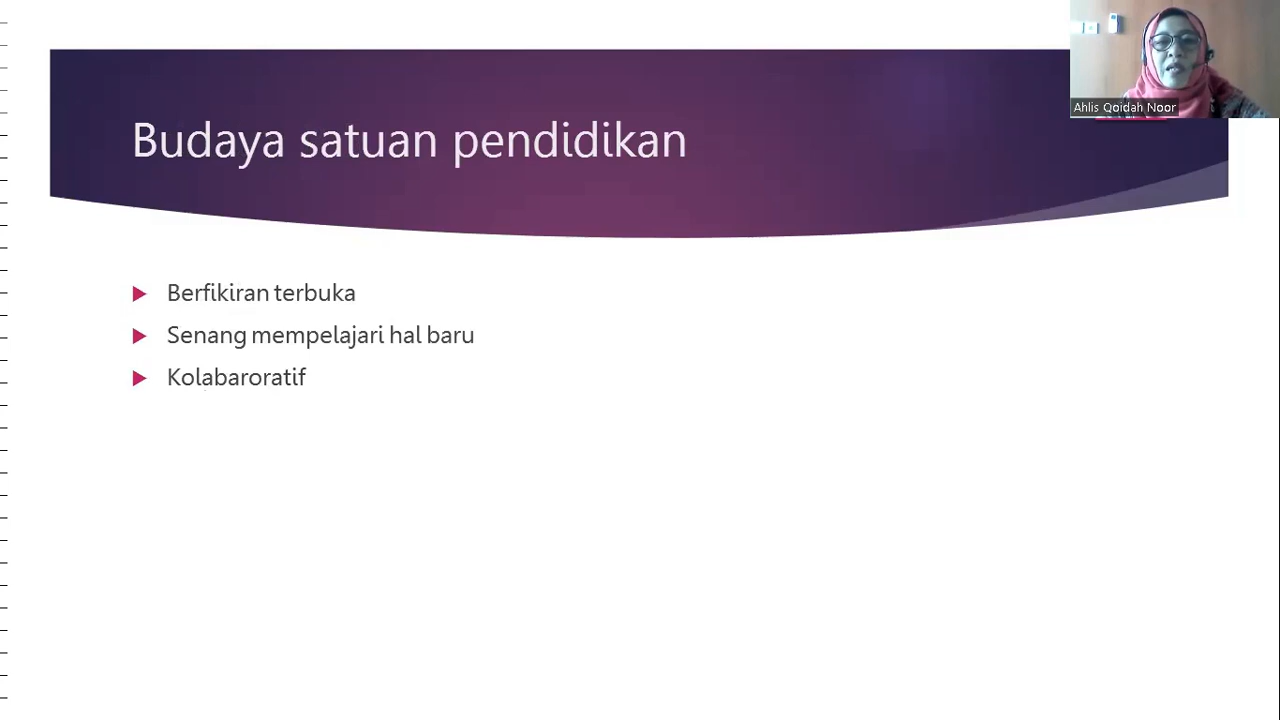 Budaya satuan pendidikan
Ahlis Qoidah Noor
Berfikiran terbuka
Senang mempelajari hal baru
Kolabaroratif